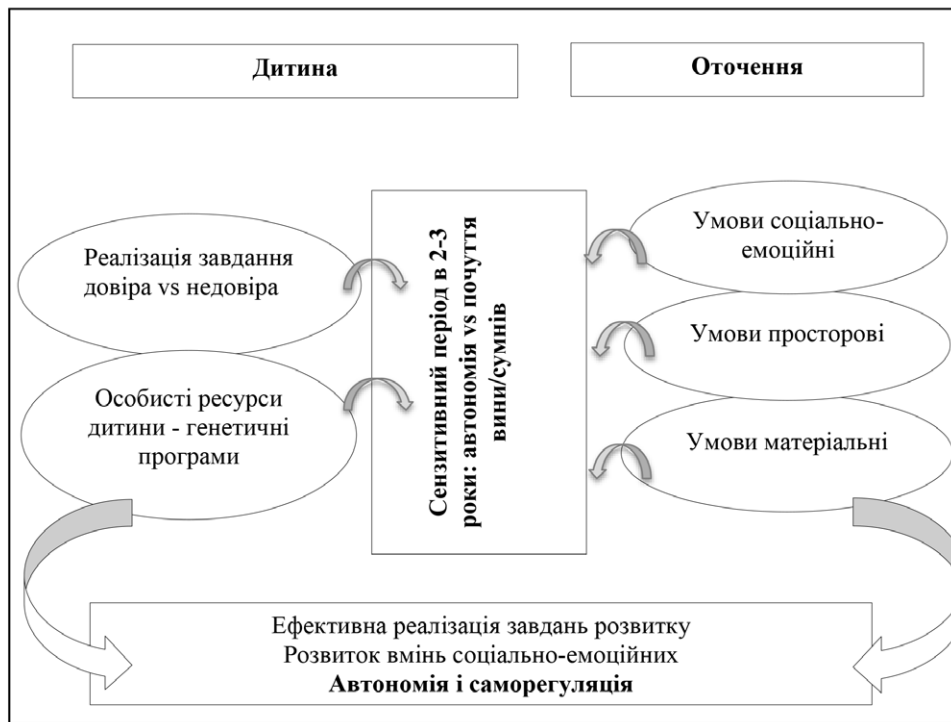 Дитина
Оточення
Реалізація завдання
довіра vs недовіра
Особисті ресурси
дитини - генетичні
програми
Сензитивний період в 2-3
роки: автономія vs почуття
вини/сумнів
Умови соціально-
емоційні
Умови просторові
Умови матеріальні
Ефективна реалізація завдань розвитку
Розвиток вмінь соціально-емоційних
Автономія і саморегуляція